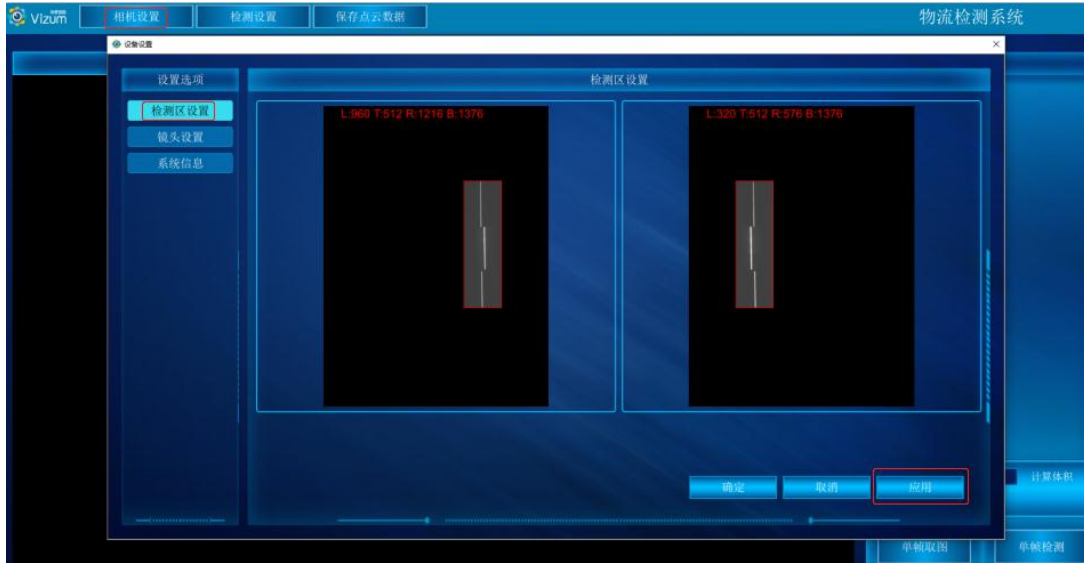 Vizum
相机设置
检测设置
保存点云数据
物流检测系统
设备设置
设置选项
检测区设置
检测区设置
镜头设置
系统信息
L:960 T:512 R:1216 B:1376
L:320 T:512 R:576 B:1376
确定
取消
应用
计算体积
单帧取图
单帧检测